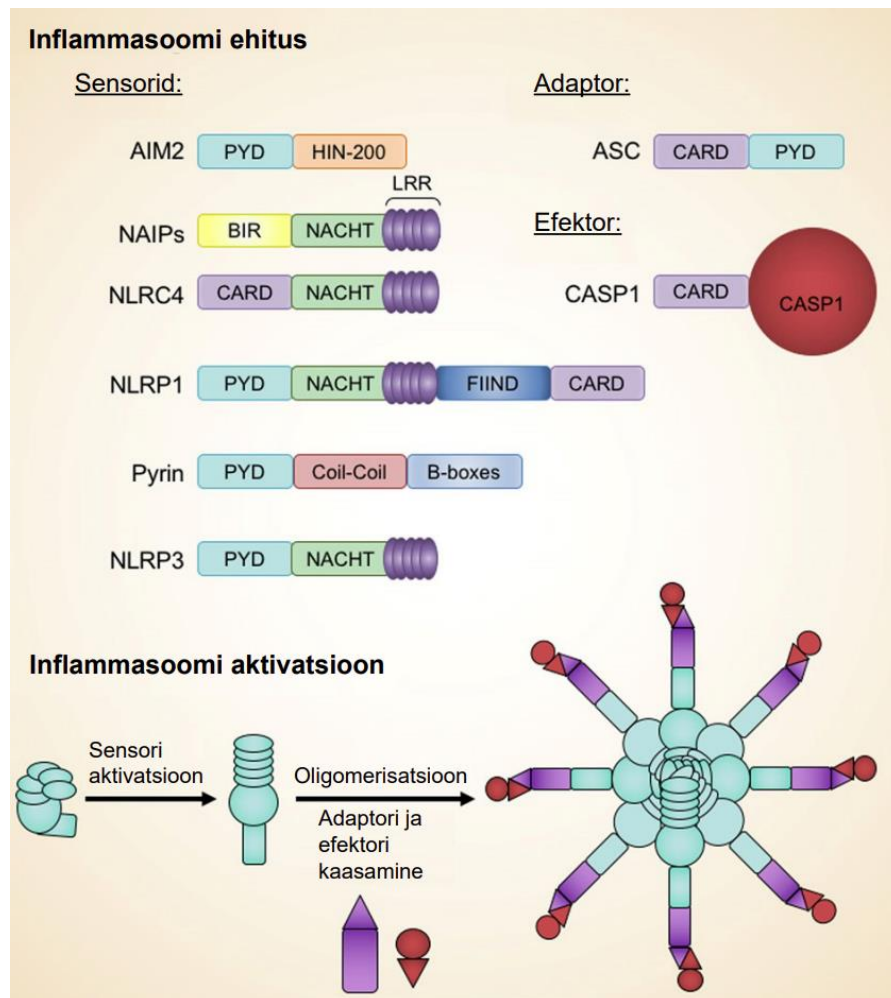 Inflammasoomi ehitus
Sensorid:
Adaptor:
AIM2 PYD HIN-200
ASC CARD PYD
LRR
NAIPs BIR NACHT
Efektor:
NLRC4 CARD NACHT
CASP1 CARD CASP1
NLRP1 PYD NACHT FIIND CARD
Pyrin PYD Coil-Coil B-boxes
NLRP3 PYD NACHT
Inflammasoomi aktivatsioon
Sensori
aktivatsioon
Oligomerisatsioon
Adaptori ja
efektori
kaasamine